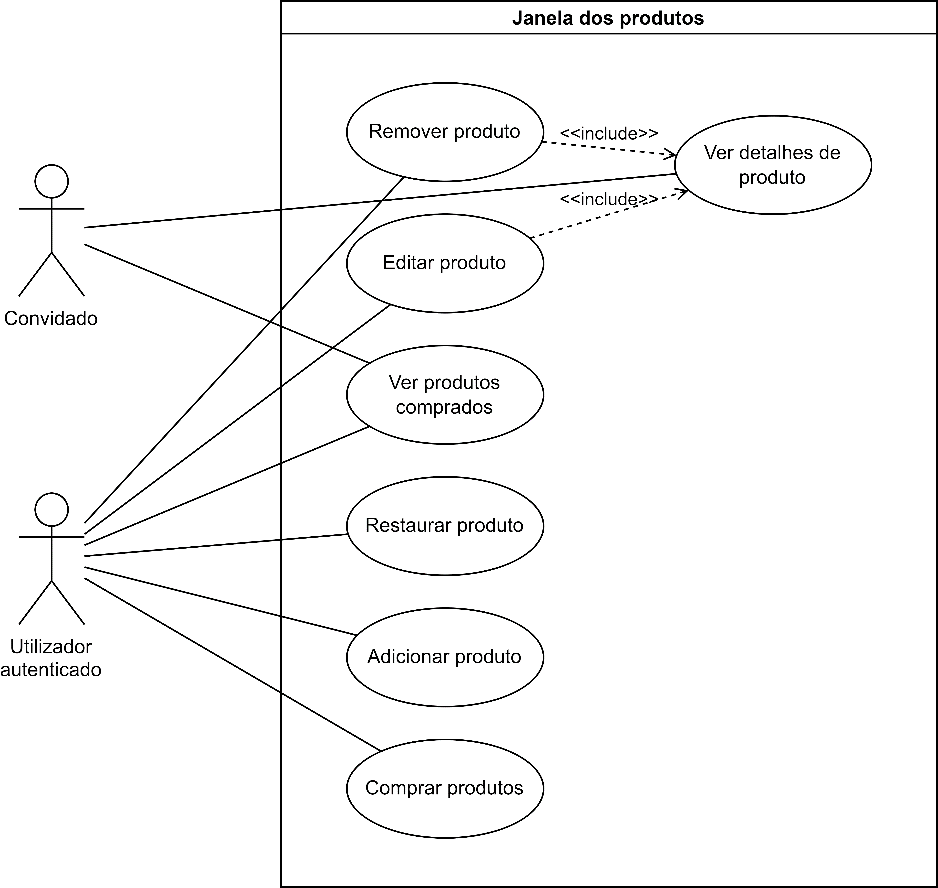 Janela dos produtos
Remover produto
<<include>>
Ver detalhes de
produto
<<include>>
Editar produto
Convidado
Ver produtos
comprados
Restaurar produto
Utilizador
autenticado
Adicionar produto
Comprar produtos